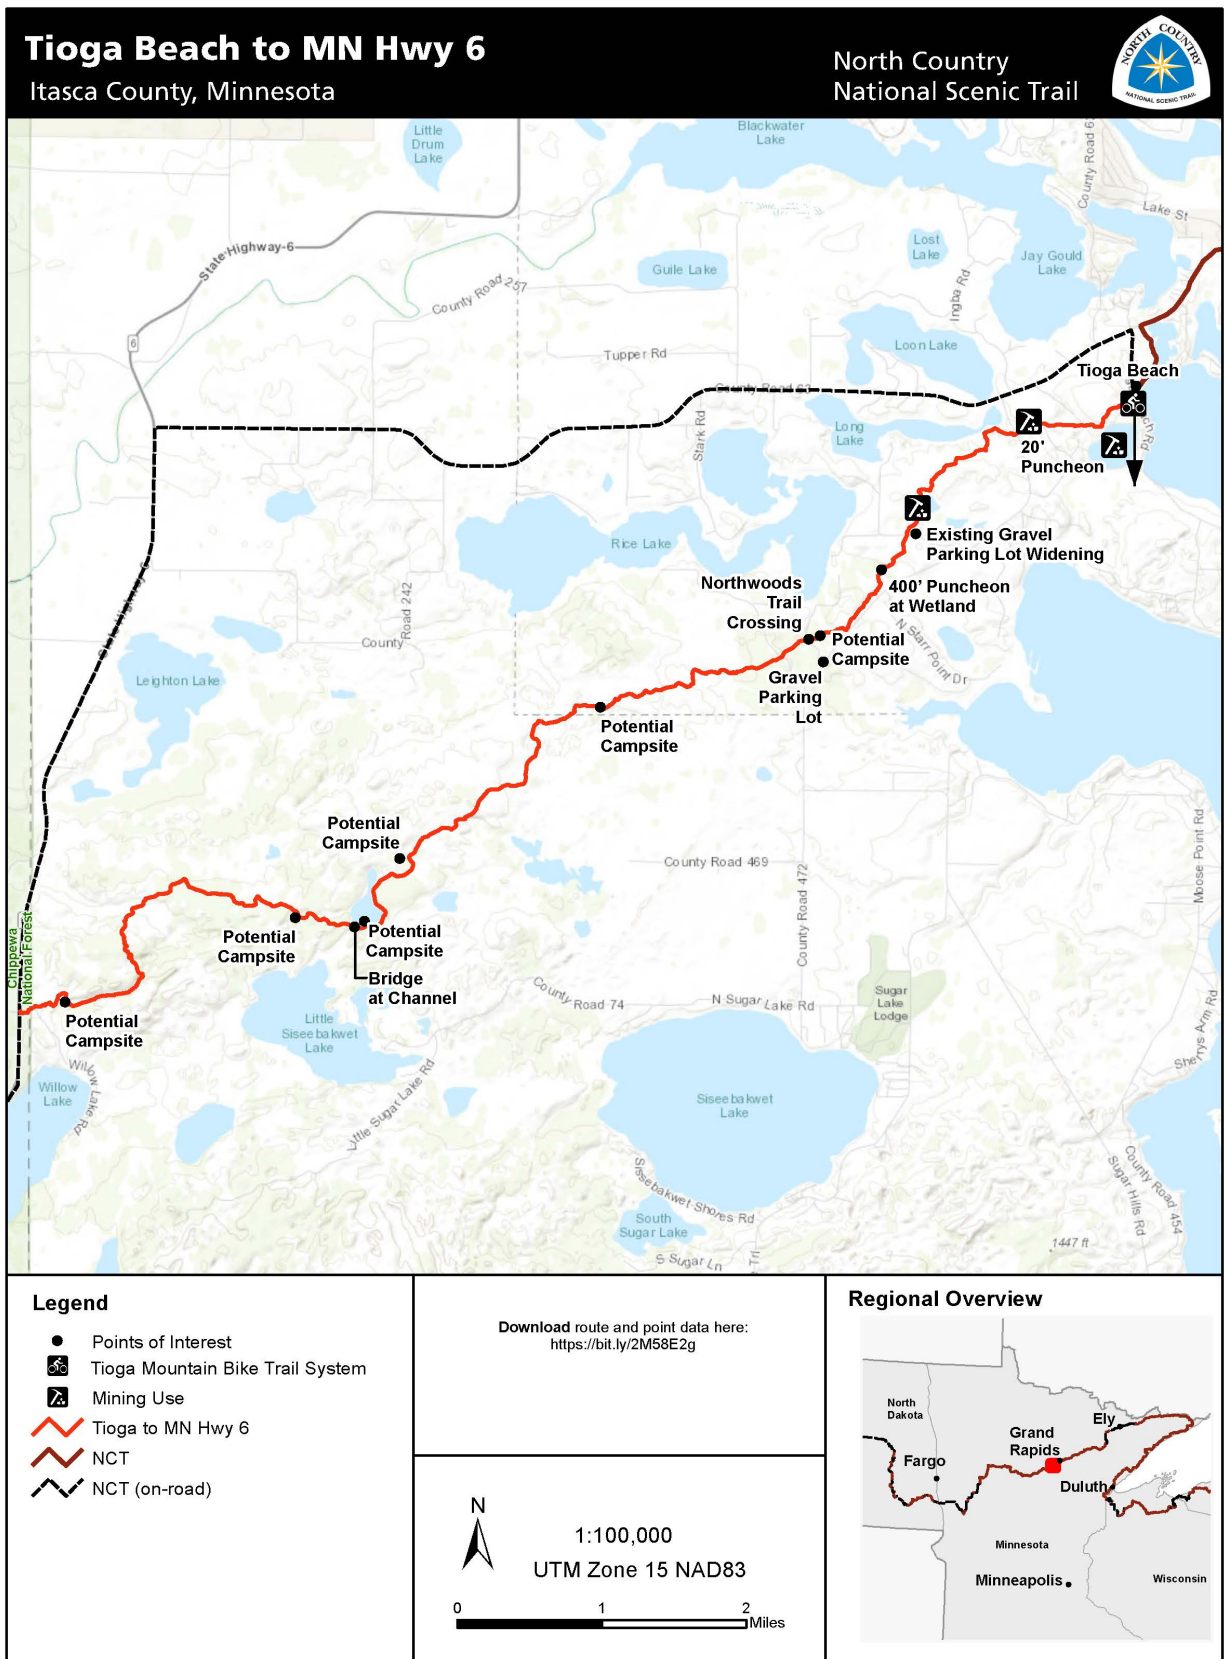 Tioga Beach to MN Hwy 6
Itasca County, Minnesota
North Country
National Scenic Trail
NORTH COUNTRY
NATIONAL SCENIC TRAIL
Little
Drum
Lake
Blackwater
Lake
County Road 63
Lake St
State Highway 6
Lost
Lake
Jay Gould
Lake
Guile Lake
County Road 257
Ingba Rd
6
Loon Lake
Tupper Rd
Tioga Beach
County Road 63
Stark Rd
Long
Lake
ch Rd
20'
Puncheon
Rice Lake
Existing Gravel
Parking Lot Widening
400' Puncheon
at Wetland
Northwoods
Trail
Crossing
State Highway 6
County Road 242
County
N Starr Point Dr
Potential
Campsite
Gravel
Parking
Lot
Leighton Lake
Potential
Campsite
Potential
Campsite
County Road 469
County Road 472
Moose Point Rd
Chippewa
National Forest
Potential
Campsite
Potential
Campsite
Bridge
at Channel
County Road 74
N Sugar Lake Rd
Sugar
Lake
Lodge
Potential
Campsite
Little
Siseebakwet
Lake
Sherrys Arm Rd
Willow Lake Rd
Willow
Lake
Little Sugar Lake Rd
Siseebakwet
Lake
Sissebakwet Shores Rd
County Road 454
Sugar Hills Rd
South
Sugar Lake
S Sugar Ln
Trl
1447 ft
Legend
Points of Interest
Tioga Mountain Bike Trail System
Mining Use
Tioga to MN Hwy 6
NCT
NCT (on-road)
Download route and point data here:
https://bit.ly/2M58E2g
N
1:100,000
UTM Zone 15 NAD83
0 1 2
Miles
Regional Overview
North
Dakota
Ely
Grand
Rapids
Fargo
Duluth
Minnesota
Minneapolis
Wisconsin